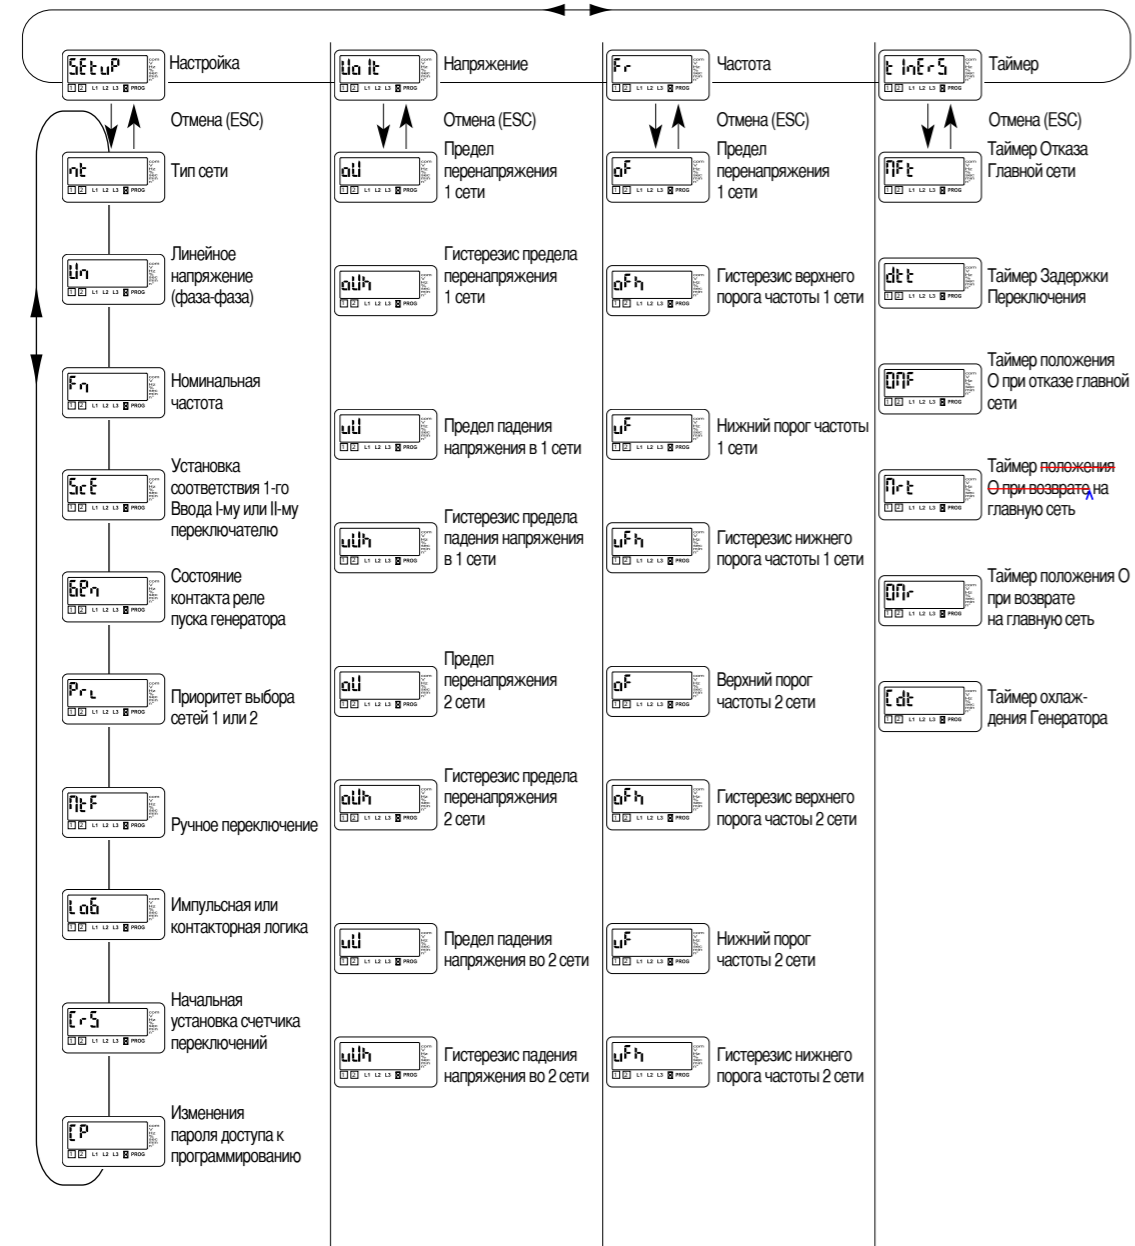 SEtuP Настройка
Отмена (ESC)
nt Тип сети
Un Линейное
напряжение
(фаза-фаза)
Fn Номинальная
частота
ScE Установка
соответствия 1-го
Ввода I-му или II-му
переключателю
GEn Состояние
контакта реле
пуска генератора
Pri Приоритет выбора
сетей 1 или 2
MtF Ручное переключение
LoG Импульсная или
контакторная логика
CrS Начальная
установка счетчика
переключений
CP Изменения
пароля доступа к
программированию
VoLt Напряжение
Отмена (ESC)
oU Предел
перенапряжения
1 сети
oUh Гистерезис предела
перенапряжения
1 сети
uU Предел падения
напряжения в 1 сети
uUh Гистерезис предела
падения напряжения
в 1 сети
oU Предел
перенапряжения
2 сети
oUh Гистерезис предела
перенапряжения
2 сети
uU Предел падения
напряжения во 2 сети
uUh Гистерезис падения
напряжения во 2 сети
Fr Частота
Отмена (ESC)
oF Предел
перенапряжения
1 сети
oFh Гистерезис верхнего
порога частоты 1 сети
uF Нижний порог частоты
1 сети
uFh Гистерезис нижнего
порога частоты 1 сети
oF Верхний порог
частоты 2 сети
oFh Гистерезис верхнего
порога частоы 2 сети
uF Нижний порог
частоты 2 сети
uFh Гистерезис нижнего
порога частоты 2 сети
tImErS Таймер
Отмена (ESC)
MFt Таймер Отказа
Главной сети
dtt Таймер Задержки
Переключения
0MF Таймер положения
О при отказе главной
сети
Mrt Таймер положения
О при возврате на
главную сеть
0Mr Таймер положения О
при возврате
на главную сеть
Cdt Таймер охлаж-
дения Генератора